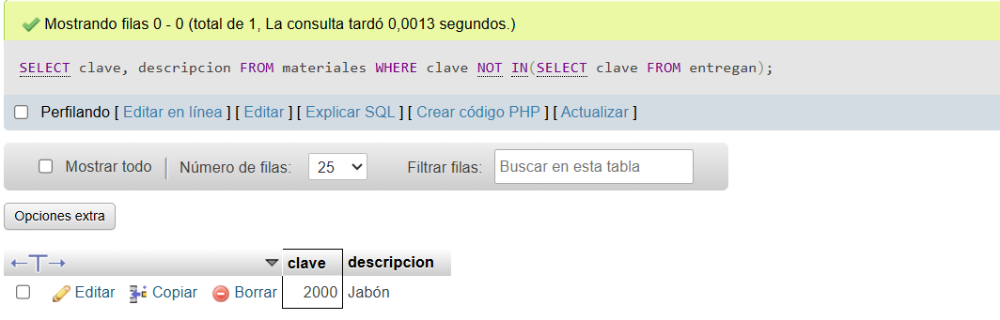 Mostrando filas 0 - 0 (total de 1, La consulta tardó 0,0013 segundos.)
SELECT clave, descripcion FROM materiales WHERE clave NOT IN(SELECT clave FROM entregan);
Perfilando [ Editar en línea ] [ Editar ] [ Explicar SQL ] [ Crear código PHP ] [ Actualizar ]
Mostrar todo Número de filas: 25 Filtrar filas: Buscar en esta tabla
Opciones extra
←T→ clave descripcion
Editar Copiar Borrar 2000 Jabón